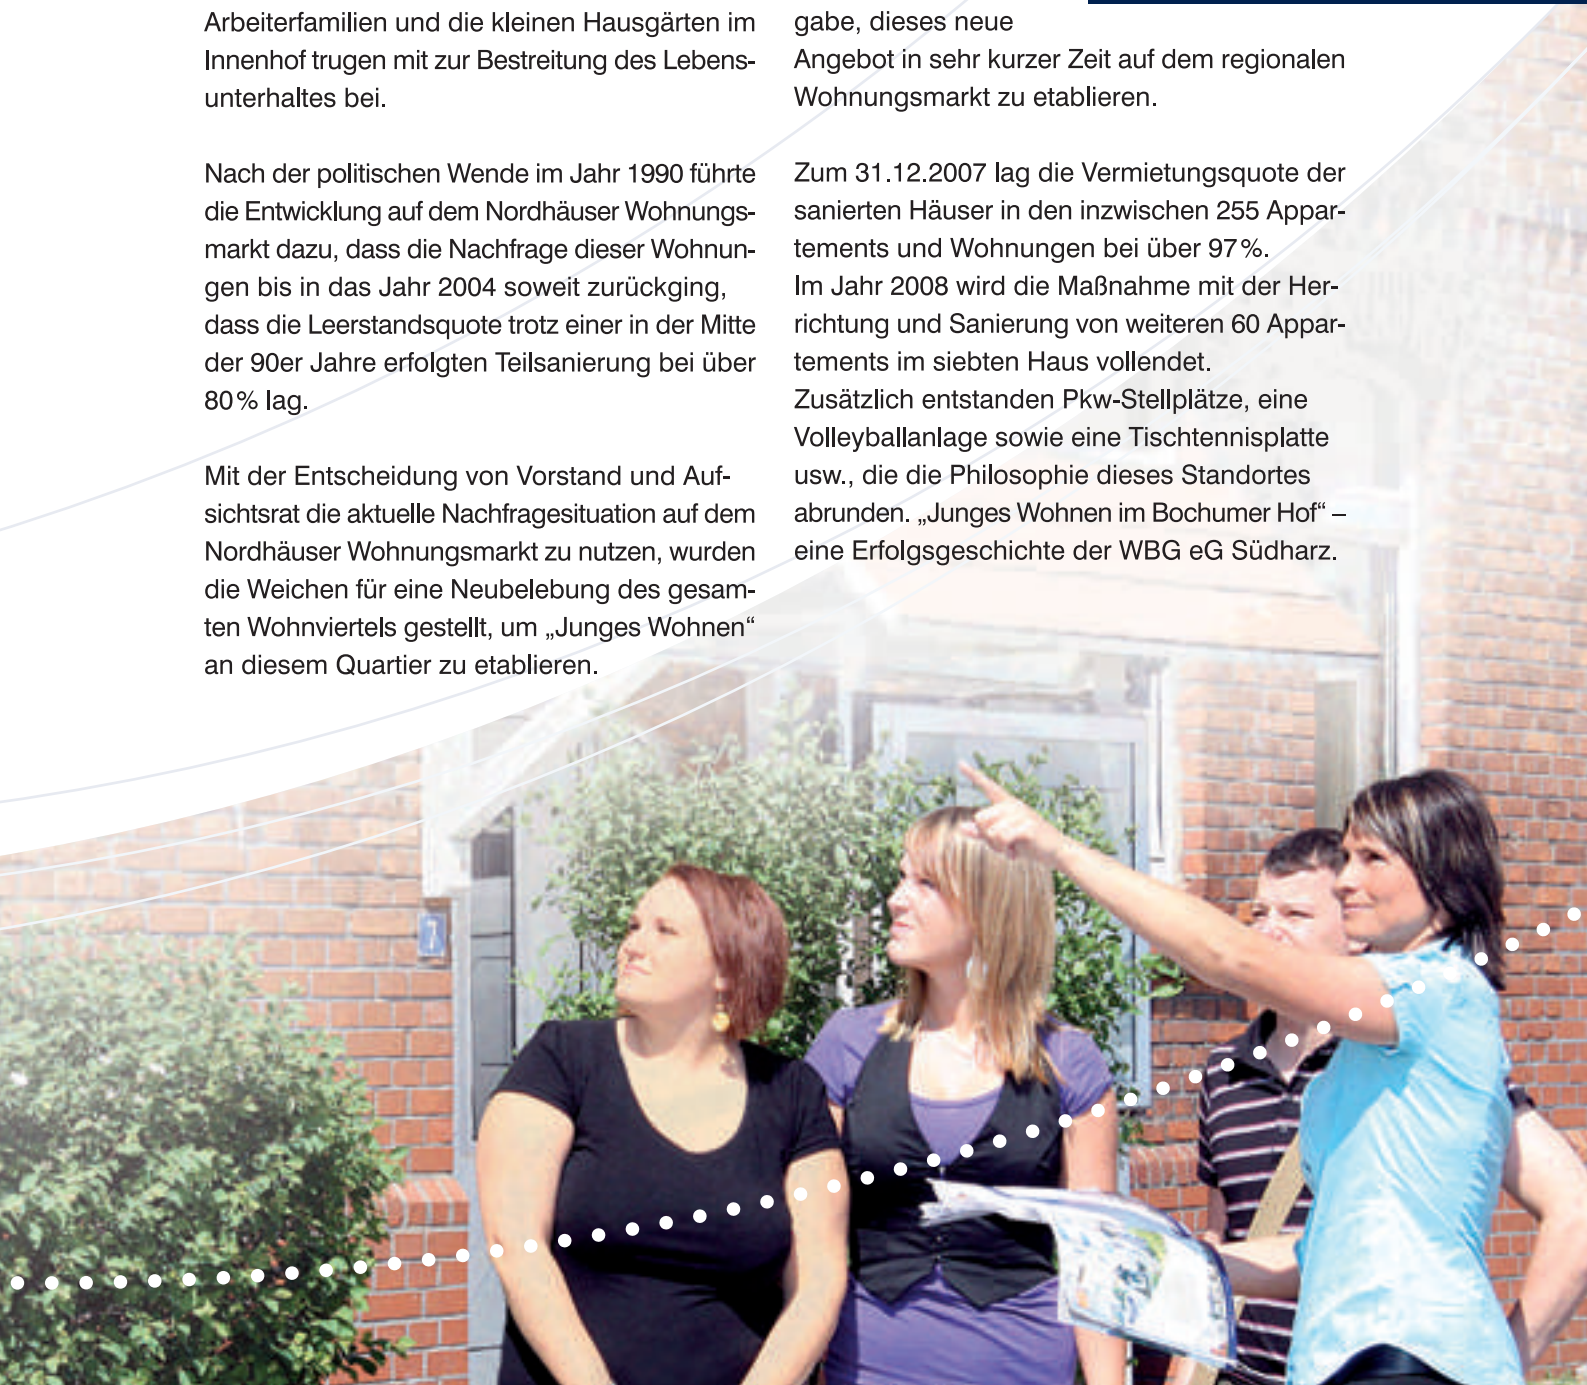 Arbeiterfamilien und die kleinen Hausgärten im
Innenhof trugen mit zur Bestreitung des Lebens-
unterhaltes bei.
Nach der politischen Wende im Jahr 1990 führte
die Entwicklung auf dem Nordhäuser Wohnungs-
markt dazu, dass die Nachfrage dieser Wohnun-
gen bis in das Jahr 2004 soweit zurückging,
dass die Leerstandsquote trotz einer in der Mitte
der 90er Jahre erfolgten Teilsanierung bei über
80% lag.
Mit der Entscheidung von Vorstand und Auf-
sichtsrat die aktuelle Nachfragesituation auf dem
Nordhäuser Wohnungsmarkt zu nutzen, wurden
die Weichen für eine Neubelebung des gesam-
ten Wohnviertels gestellt, um „Junges Wohnen“
an diesem Quartier zu etablieren.
gabe, dieses neue
Angebot in sehr kurzer Zeit auf dem regionalen
Wohnungsmarkt zu etablieren.
Zum 31.12.2007 lag die Vermietungsquote der
sanierten Häuser in den inzwischen 255 Appar-
tements und Wohnungen bei über 97%.
Im Jahr 2008 wird die Maßnahme mit der Her-
richtung und Sanierung von weiteren 60 Appar-
tements im siebten Haus vollendet.
Zusätzlich entstanden Pkw-Stellplätze, eine
Volleyballanlage sowie eine Tischtennisplatte
usw., die die Philosophie dieses Standortes
abrunden. „Junges Wohnen im Bochumer Hof“ –
eine Erfolgsgeschichte der WBG eG Südharz.
7